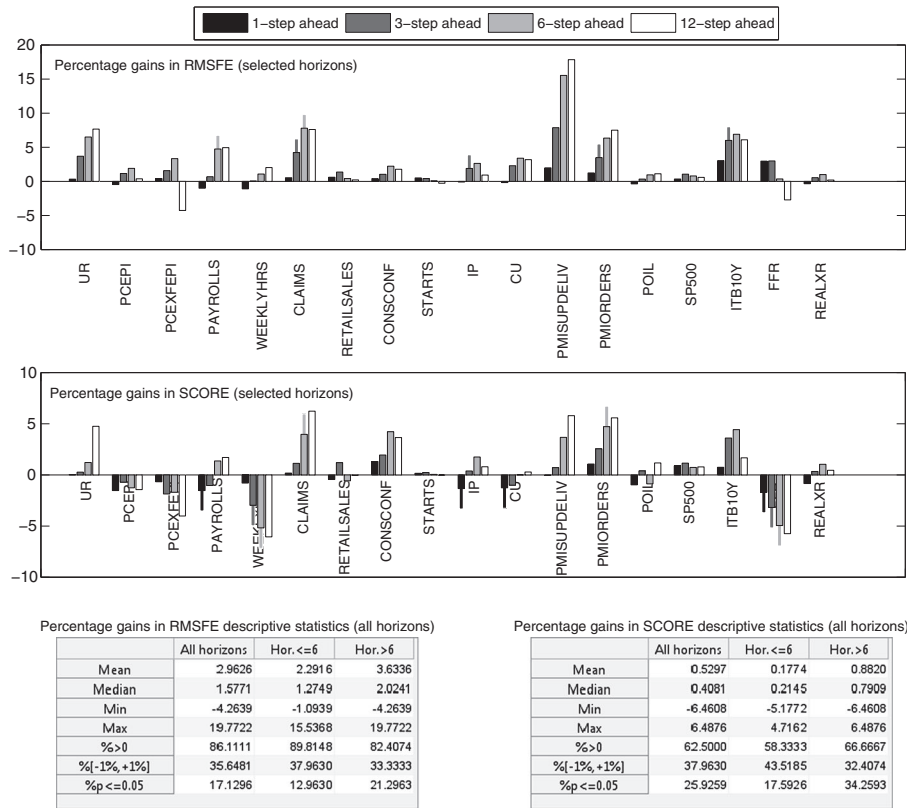 1−step ahead 3−step ahead 6−step ahead 12−step ahead
Percentage gains in RMSFE (selected horizons)
20
15
10
5
0
−5
−10
UR PCEPI PCEXFEPI PAYROLLS WEEKLYHRS CLAIMS RETAILSALES CONSCONF STARTS IP CU PMISUPDELIV PMIORDERS POIL SP500 ITB10Y FFR REALXR
Percentage gains in SCORE (selected horizons)
10
5
0
−5
−10
UR PCEPI PCEXFEPI PAYROLLS CLAIMS RETAILSALES CONSCONF STARTS IP CU PMISUPDELIV PMIORDERS POIL SP500 ITB10Y REALXR
Percentage gains in RMSFE descriptive statistics (all horizons)
All horizons Hor.<=6 Hor.>6
Mean 2.9626 2.2916 3.6336
Median 1.5771 1.2749 2.0241
Min -4.2639 -1.0939 -4.2639
Max 19.7722 15.5368 19.7722
%>0 86.1111 89.8148 82.4074
%[-1%,+1%] 35.6481 37.9630 33.3333
%p<=0.05 17.1296 12.9630 21.2963
Percentage gains in SCORE descriptive statistics (all horizons)
All horizons Hor.<=6 Hor.>6
Mean 0.5297 0.1774 0.8820
Median 0.4081 0.2145 0.7909
Min -6.4608 -5.1772 -6.4608
Max 6.4876 4.7162 6.4876
%>0 62.5000 58.3333 66.6667
%[-1%,+1%] 37.9630 43.5185 32.4074
%p<=0.05 25.9259 17.5926 34.2593